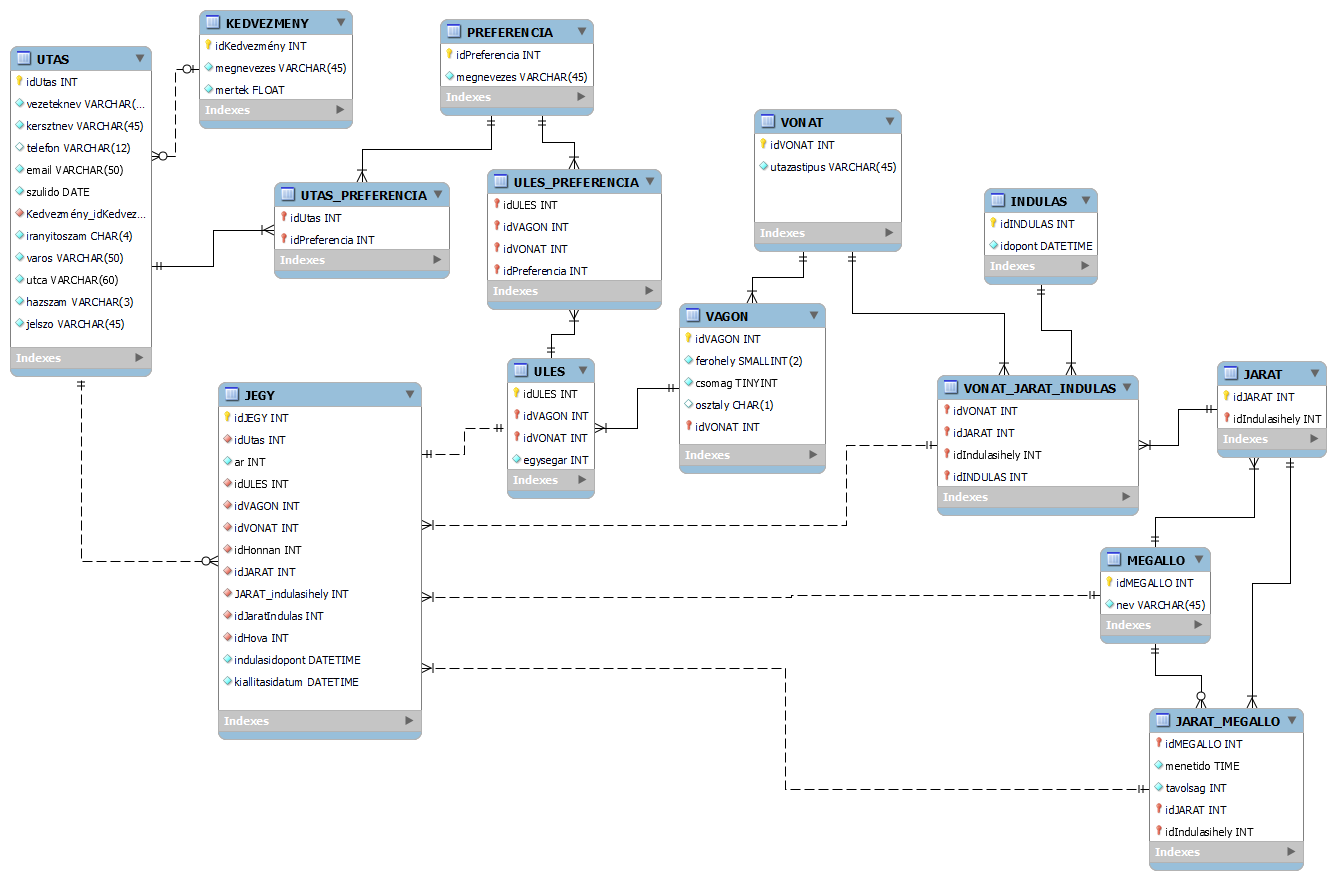 KEDVEZMENY
idKedvezmény INT
megnevezes VARCHAR(45)
mertek FLOAT
Indexes
PREFERENCIA
idPreferencia INT
megnevezes VARCHAR(45)
Indexes
UTAS
idUtas INT
vezeteknev VARCHAR(...
kersztnev VARCHAR(45)
telefon VARCHAR(12)
email VARCHAR(50)
szulido DATE
Kedvezmény_idKedvez...
iranyitoszam CHAR(4)
varos VARCHAR(50)
utca VARCHAR(60)
hazszam VARCHAR(3)
jelszo VARCHAR(45)
Indexes
UTAS_PREFERENCIA
idUtas INT
idPreferencia INT
Indexes
ULES_PREFERENCIA
idULES INT
idVAGON INT
idVONAT INT
idPreferencia INT
Indexes
VONAT
idVONAT INT
utazastipus VARCHAR(45)
Indexes
INDULAS
idINDULAS INT
idopont DATETIME
Indexes
VAGON
idVAGON INT
ferohely SMALLINT(2)
csomag TINYINT
osztaly CHAR(1)
idVONAT INT
Indexes
ULES
idULES INT
idVAGON INT
idVONAT INT
egysegar INT
Indexes
VONAT_JARAT_INDULAS
idVONAT INT
idJARAT INT
idIndulasihely INT
idINDULAS INT
Indexes
JARAT
idJARAT INT
idIndulasihely INT
Indexes
JEGY
idJEGY INT
idUtas INT
ar INT
idULES INT
idVAGON INT
idVONAT INT
idHonnan INT
idJARAT INT
JARAT_indulasihely INT
idJaratIndulas INT
idHova INT
indulasidopont DATETIME
kiallitasidatum DATETIME
Indexes
MEGALLO
idMEGALLO INT
nev VARCHAR(45)
Indexes
JARAT_MEGALLO
idMEGALLO INT
menetido TIME
tavolsag INT
idJARAT INT
idIndulasihely INT
Indexes